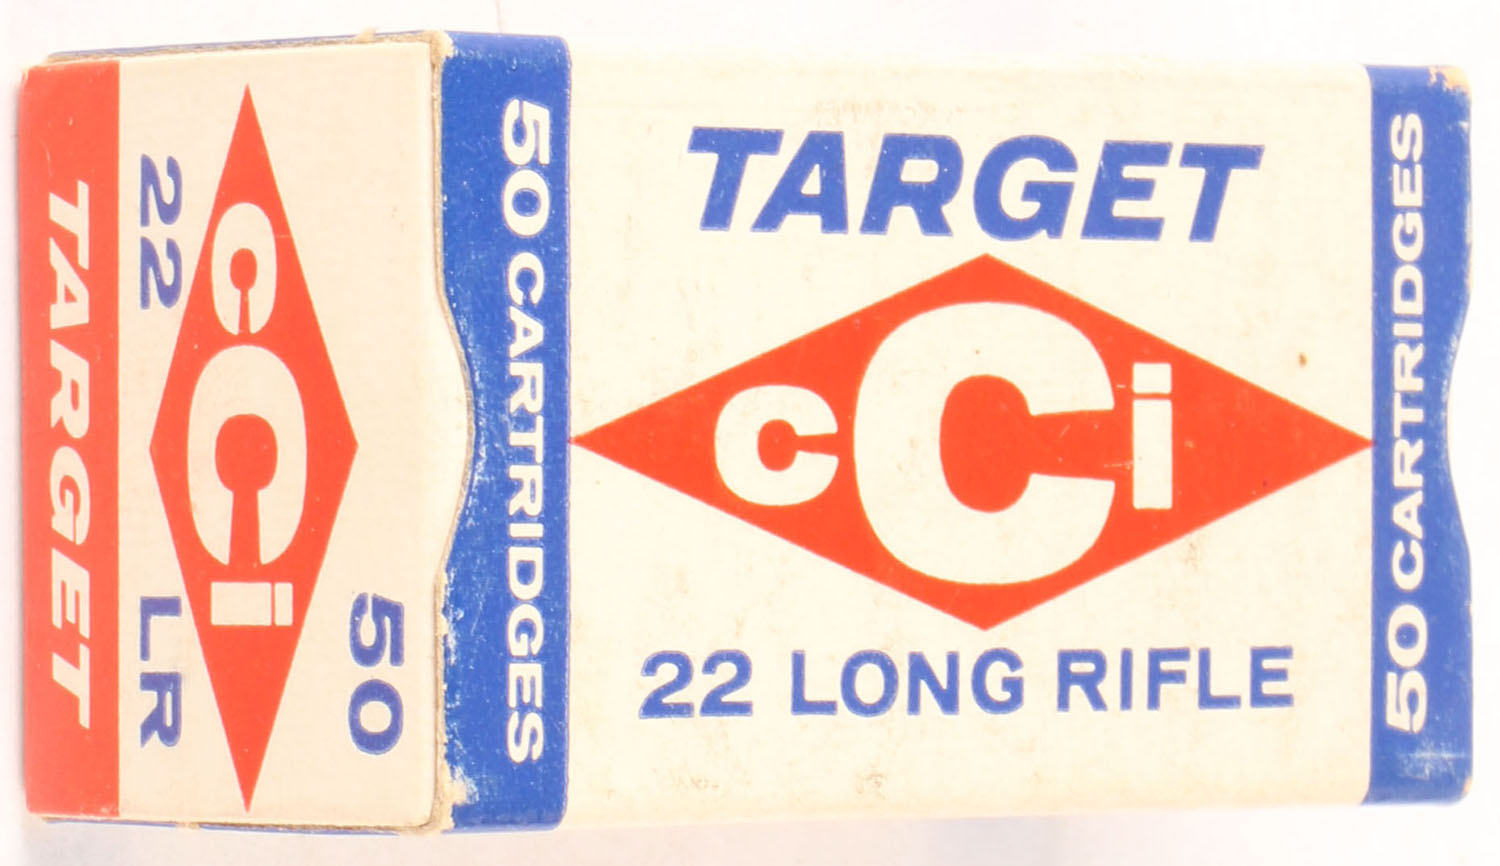 TARGET
22 LR
cCi
50
50 CARTRIDGES
TARGET
cCi
22 LONG RIFLE
50 CARTRIDGES